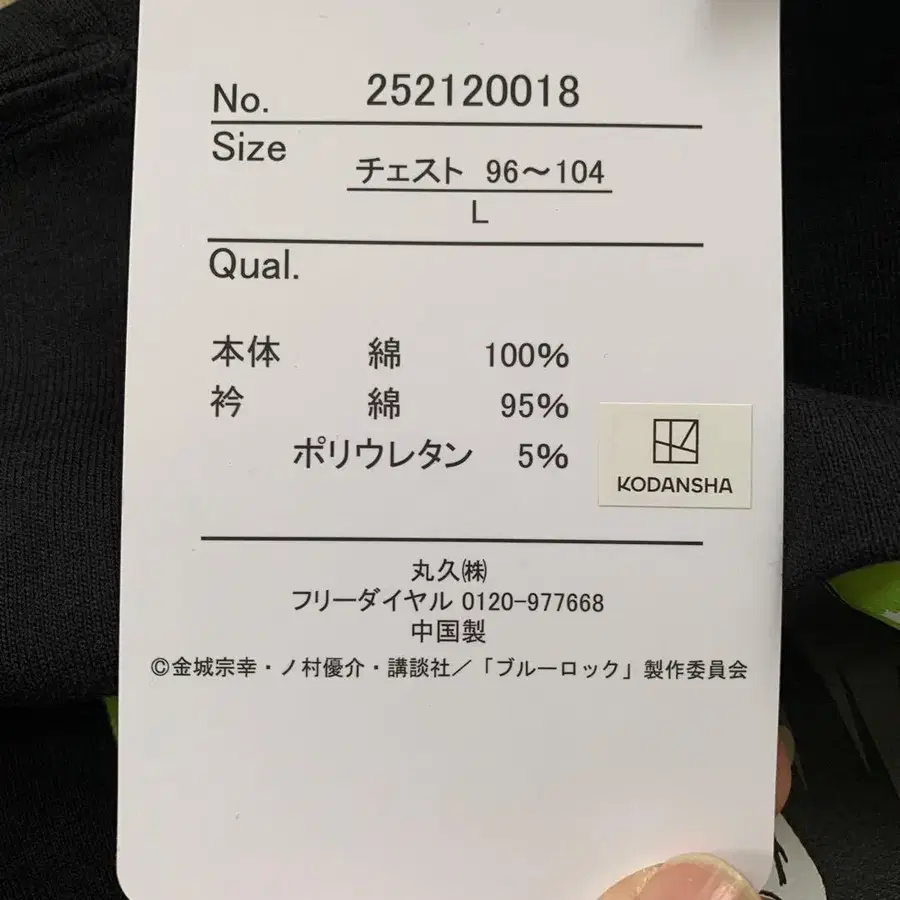 No. 252120018
Size
チェスト 96〜104
L
Qual.
本体 綿 100%
衿 綿 95%
ポリウレタン 5%
KODANSHA
丸久㈱
フリーダイヤル 0120-977668
中国製
©金城宗幸・ノ村優介・講談社／「ブルーロック」製作委員会